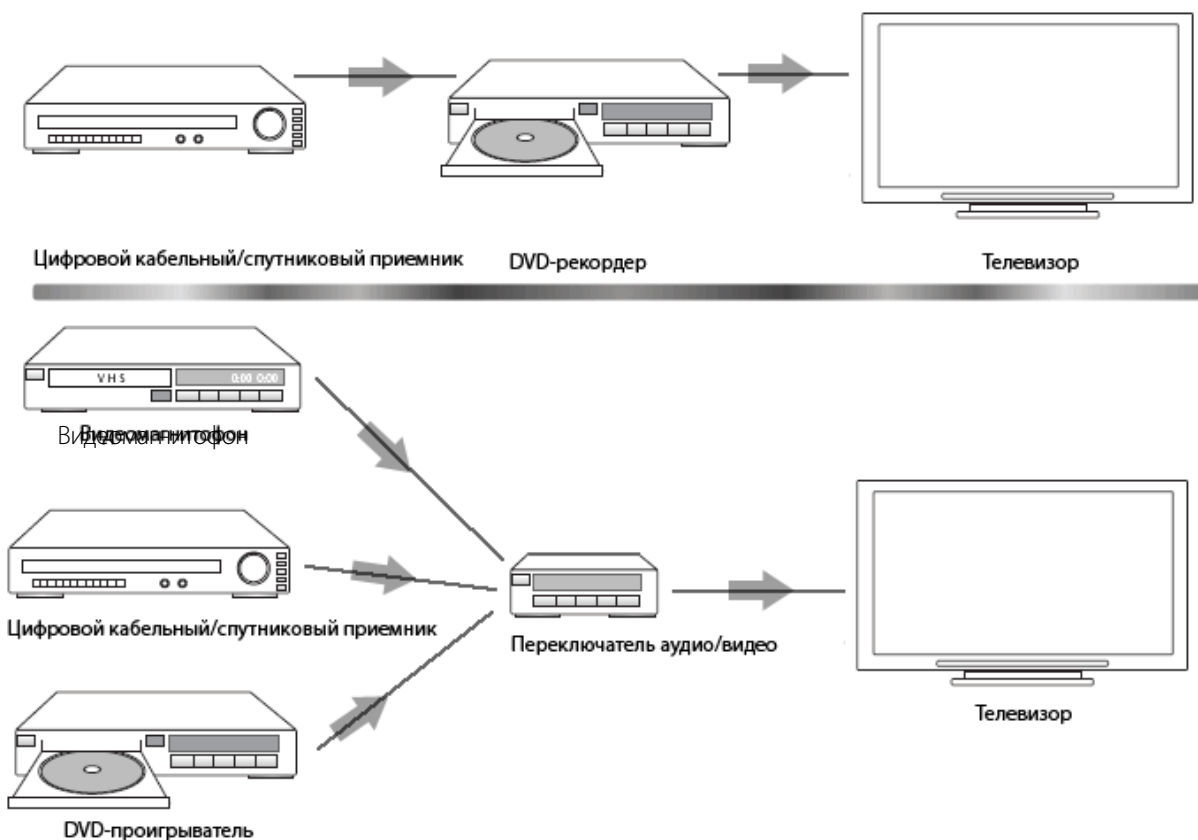 Цифровой кабельный/спутниковый приемник
DVD-рекордер
Телевизор
VHS
0:00 0:00
Видеомагнитофон
Видеомагнитофон
Цифровой кабельный/спутниковый приемник
Переключатель аудио/видео
Телевизор
DVD-проигрыватель